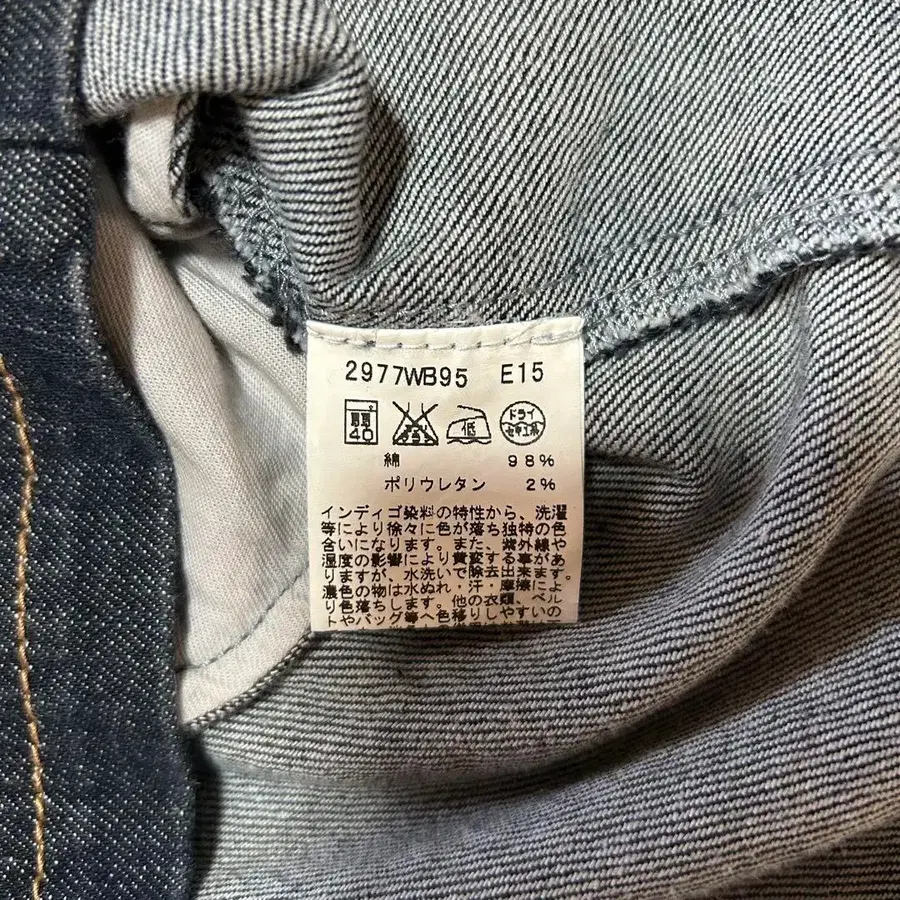 2977WB95 E15
40 低 ドライ セキユ系
綿 98%
ポリウレタン 2%
インディゴ染料の特性から、洗濯
等により徐々に色が落ち独特の色
合いになります。また、紫外線や
湿度の影響により黄変する事があ
りますが、水洗いで除去出来ます。
濃色の物は水ぬれ・汗・摩擦によ
り色落ちします。他の衣類、ベル
トやバッグ等へ色移りしやすいの